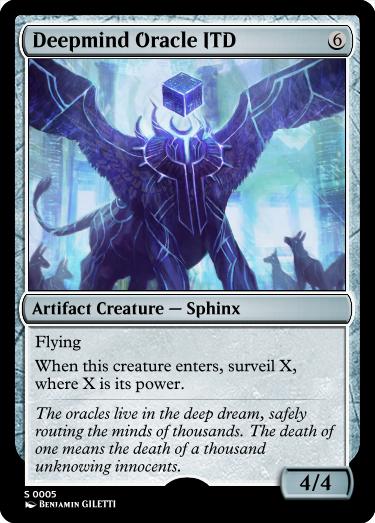 Deepmind Oracle ITD 6
Artifact Creature — Sphinx
Flying
When this creature enters, surveil X,
where X is its power.
The oracles live in the deep dream, safely
routing the minds of thousands. The death of
one means the death of a thousand
unknowing innocents.
4/4
S 0005
Benjamin GILETTI